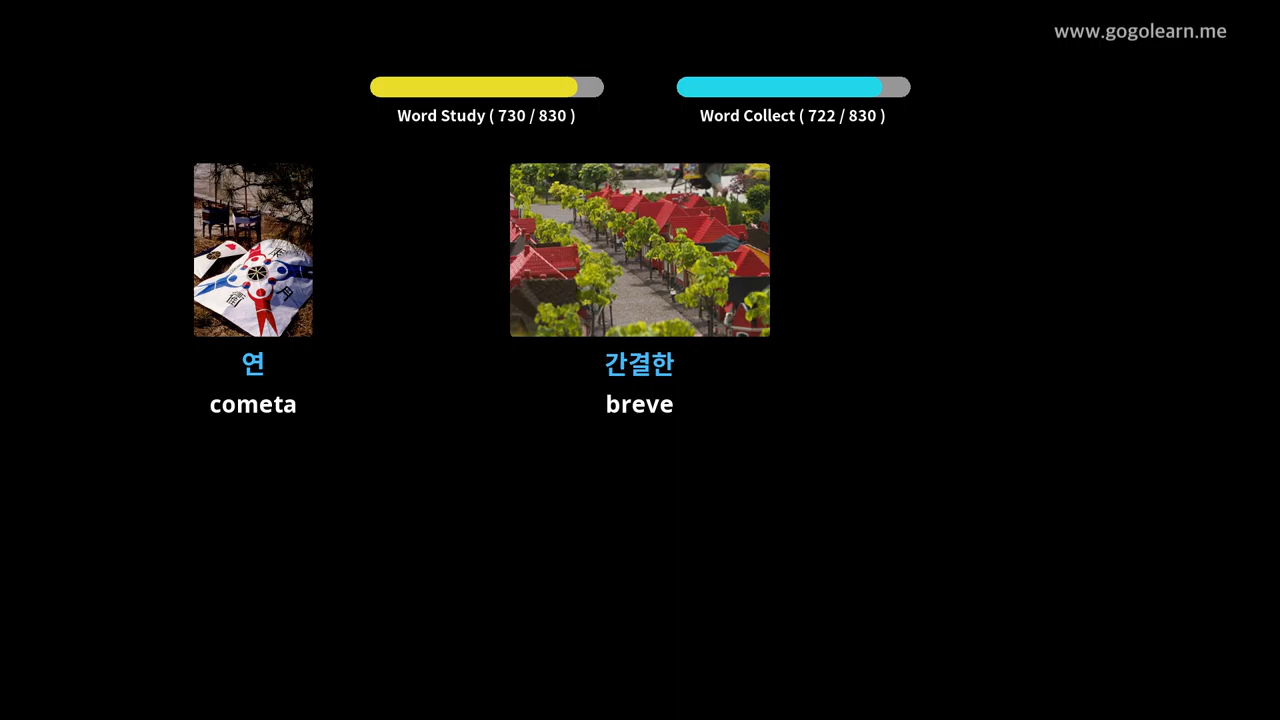 www.gogolearn.me
Word Study ( 730 / 830 )
Word Collect ( 722 / 830 )
연
cometa
간결한
breve